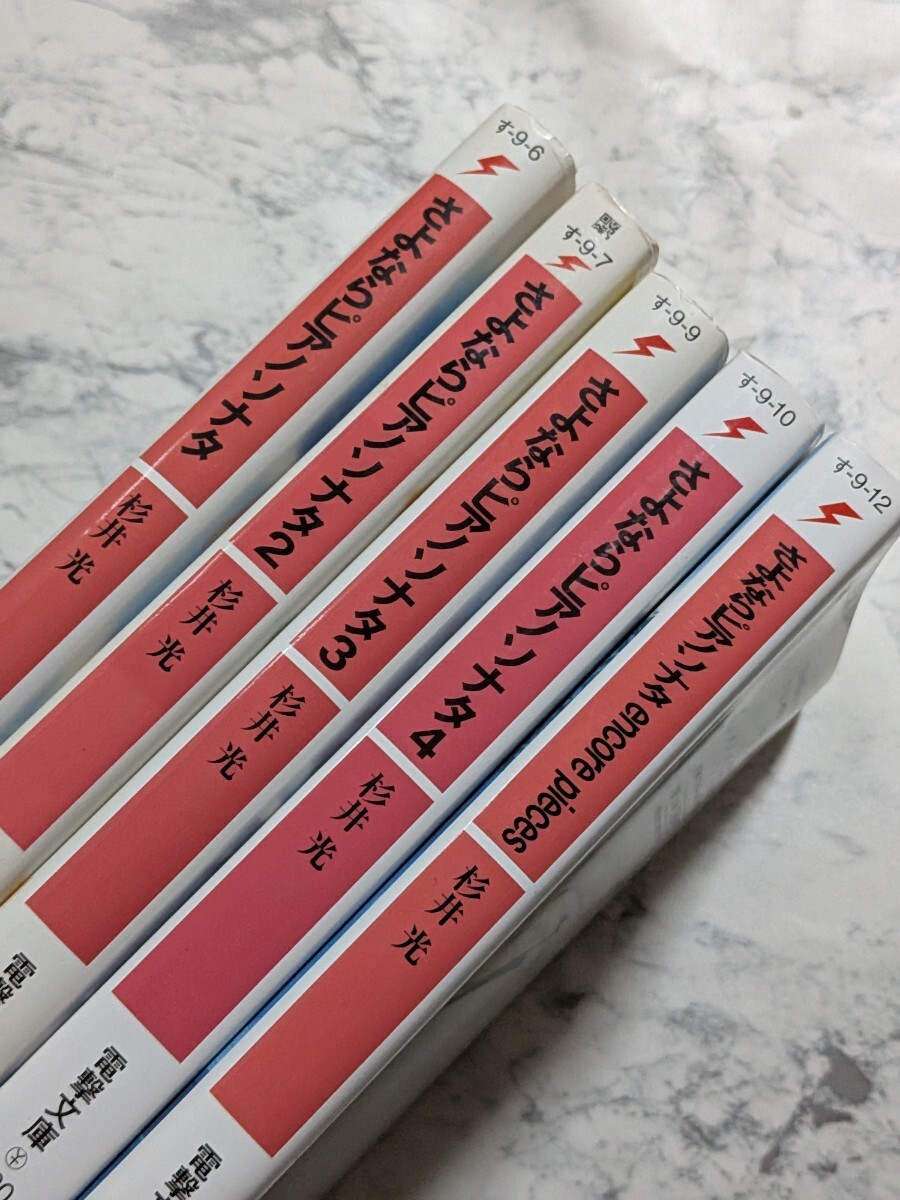 す-9-6
さよならピアノソナタ
杉井 光
す-9-7
さよならピアノソナタ2
杉井 光
す-9-9
さよならピアノソナタ3
杉井 光
電撃
す-9-10
さよならピアノソナタ4
杉井 光
電撃文庫
す-9-12
さよならピアノソナタ encore pieces
杉井 光
電撃